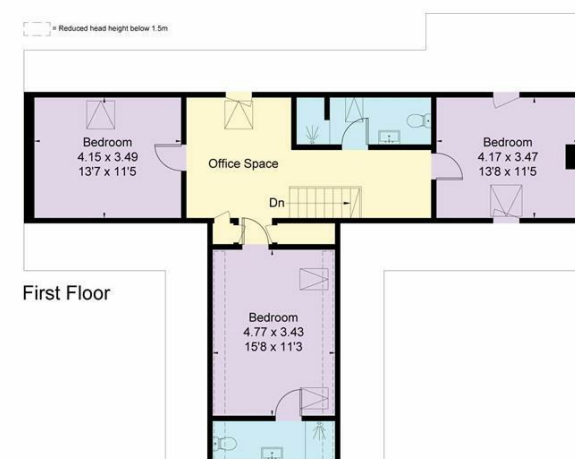 = Reduced head height below 1.5m
Bedroom
4.15 x 3.49
13'7 x 11'5
Office Space
Dn
Bedroom
4.17 x 3.47
13'8 x 11'5
First Floor
Bedroom
4.77 x 3.43
15'8 x 11'3